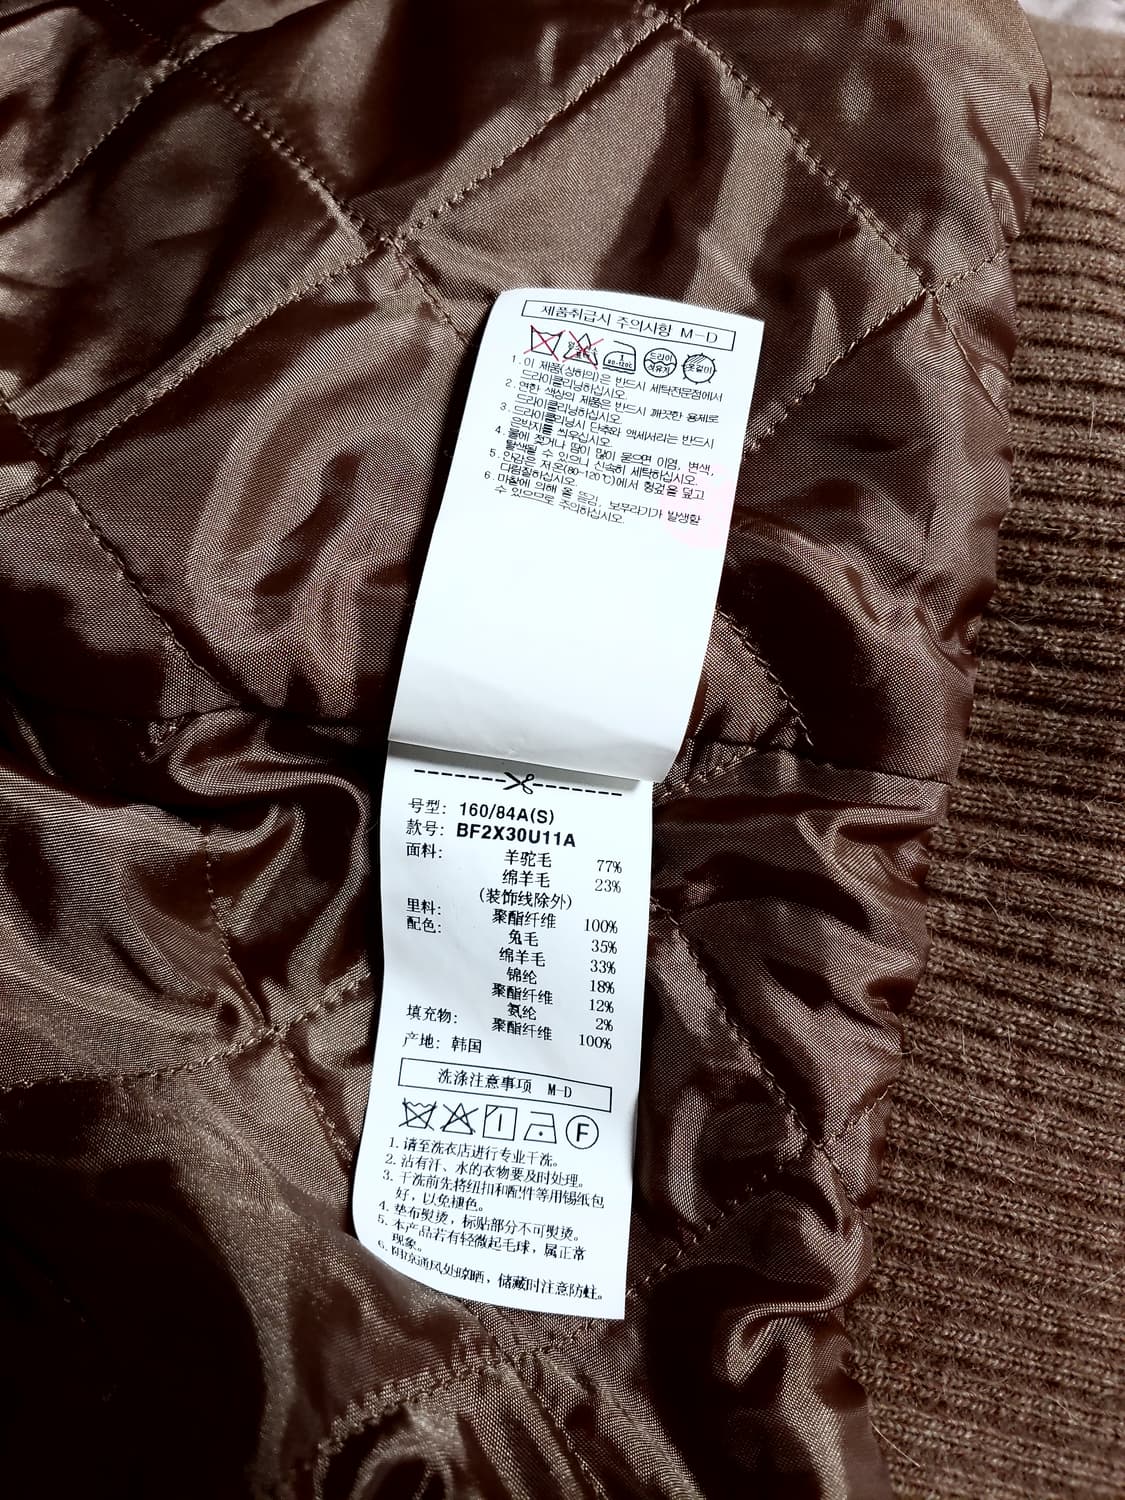 제품취급시 주의사항 M-D
80-120℃
드라이
석유계
옷걸이
1.이 제품(상하의)은 반드시 세탁전문점에서
드라이클리닝하십시오.
2.연한 색상의 제품은 반드시 깨끗한 용제로
드라이클리닝하십시오.
3.드라이클리닝시 단추와 액세서리는 반드시
은박지를 씌우십시오.
4.물에 젖거나 땀이 많이 묻으면 이염, 변색,
탈색될 수 있으니 신속히 세탁하십시오.
5.안감은 저온(80-120℃)에서 헝겊을 덮고
다림질하십시오.
6.마찰에 의해 올 뜯김, 보푸라기가 발생할
수 있으므로 주의하십시오.
号型: 160/84A(S)
款号: BF2X30U11A
面料: 羊驼毛 77%
绵羊毛 23%
(装饰线除外)
里料: 聚酯纤维 100%
配色: 兔毛 35%
绵羊毛 33%
锦纶 18%
聚酯纤维 12%
氨纶 2%
填充物: 聚酯纤维 100%
产地: 韩国
洗涤注意事项 M-D
F
1.请至洗衣店进行专业干洗。
2.沾有汗、水的衣物要及时处理。
3.干洗前先将纽扣和配件等用锡纸包
好，以免褪色。
4.垫布熨烫，标贴部分不可熨烫。
5.本产品若有轻微起毛球，属正常
现象。
6.阴凉通风处晾晒，储藏时注意防蛀。